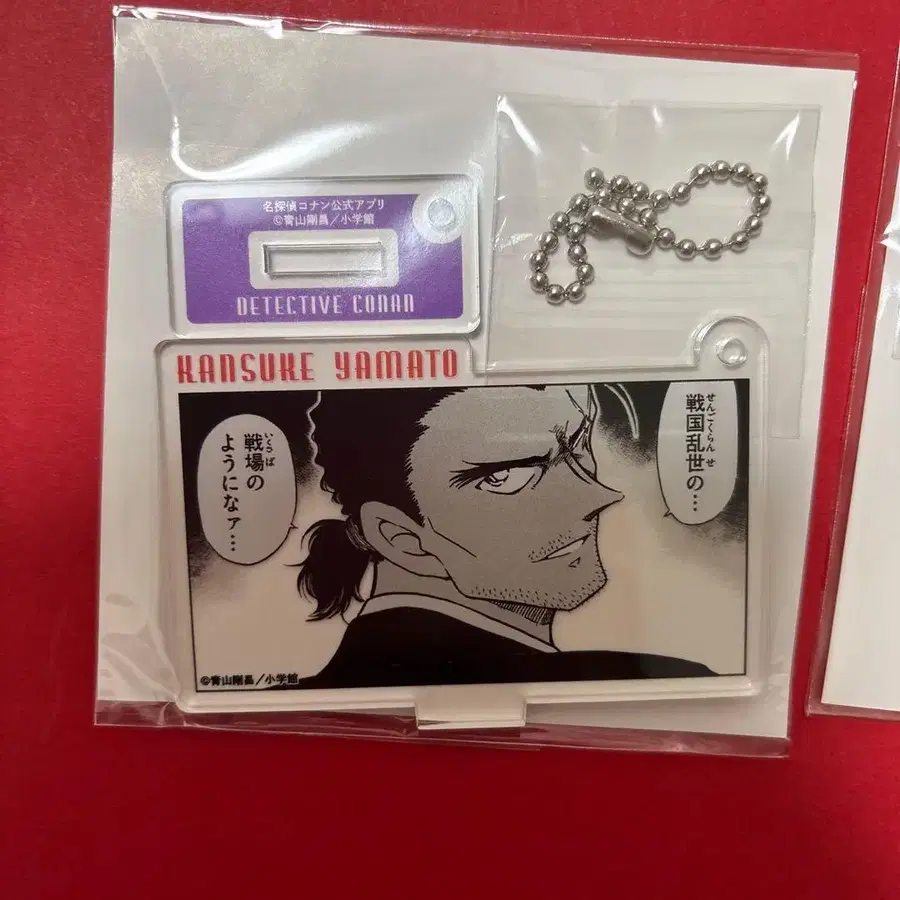 名探偵コナン公式アプリ
©青山剛昌／小学館
DETECTIVE CONAN
KANSUKE YAMATO
せんごくらんせ
戦国乱世の…
いくさば
戦場の
ようになァ…
©青山剛昌／小学館